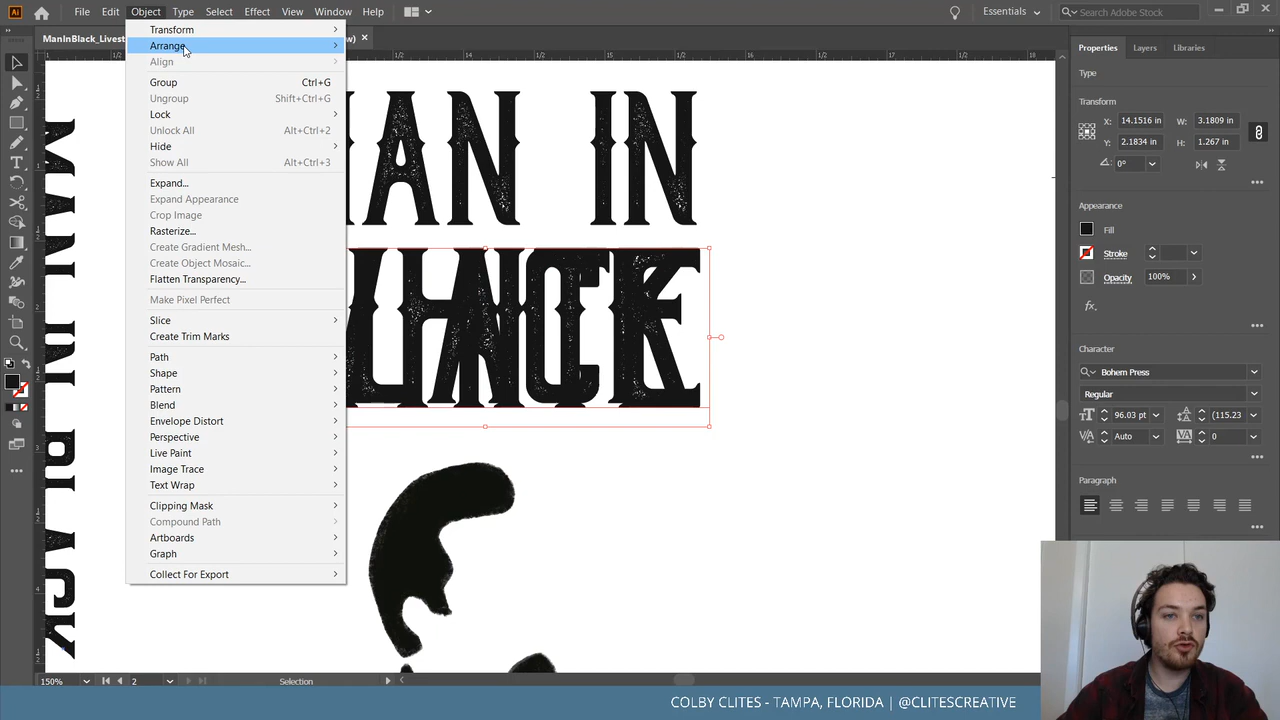 File Edit Object Type Select Effect View Window Help
Essentials
Search Adobe Stock
ManInBlack_Livest
Transform
Arrange
Align
Group Ctrl+G
Ungroup Shift+Ctrl+G
Lock
Unlock All Alt+Ctrl+2
Hide
Show All Alt+Ctrl+3
Expand...
Expand Appearance
Crop Image
Rasterize...
Create Gradient Mesh...
Create Object Mosaic...
Flatten Transparency...
Make Pixel Perfect
Slice
Create Trim Marks
Path
Shape
Pattern
Blend
Envelope Distort
Perspective
Live Paint
Image Trace
Text Wrap
Clipping Mask
Compound Path
Artboards
Graph
Collect For Export
MAN IN BLACK
MAN IN
Properties Layers Libraries
Type
Transform
X: 14.1516 in W: 3.1809 in
Y: 2.1834 in H: 1.267 in
0°
Appearance
Fill
Stroke
Opacity 100%
fx.
Character
Bohem Press
Regular
96.03 pt (115.23
Auto 0
Paragraph
150% 2 Selection
COLBY CLITES - TAMPA, FLORIDA | @CLITESCREATIVE